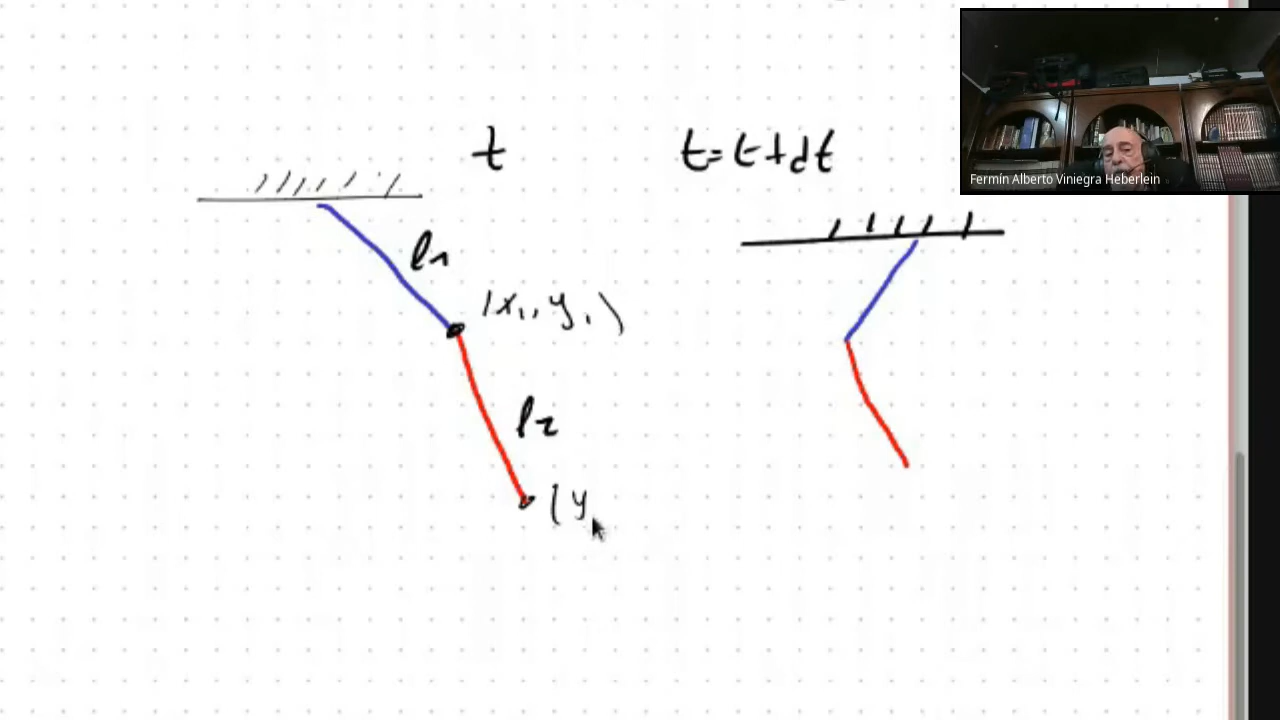 t
t=t+dt
l1
(x1, y1)
l2
(y
Fermín Alberto Viniegra Heberlein